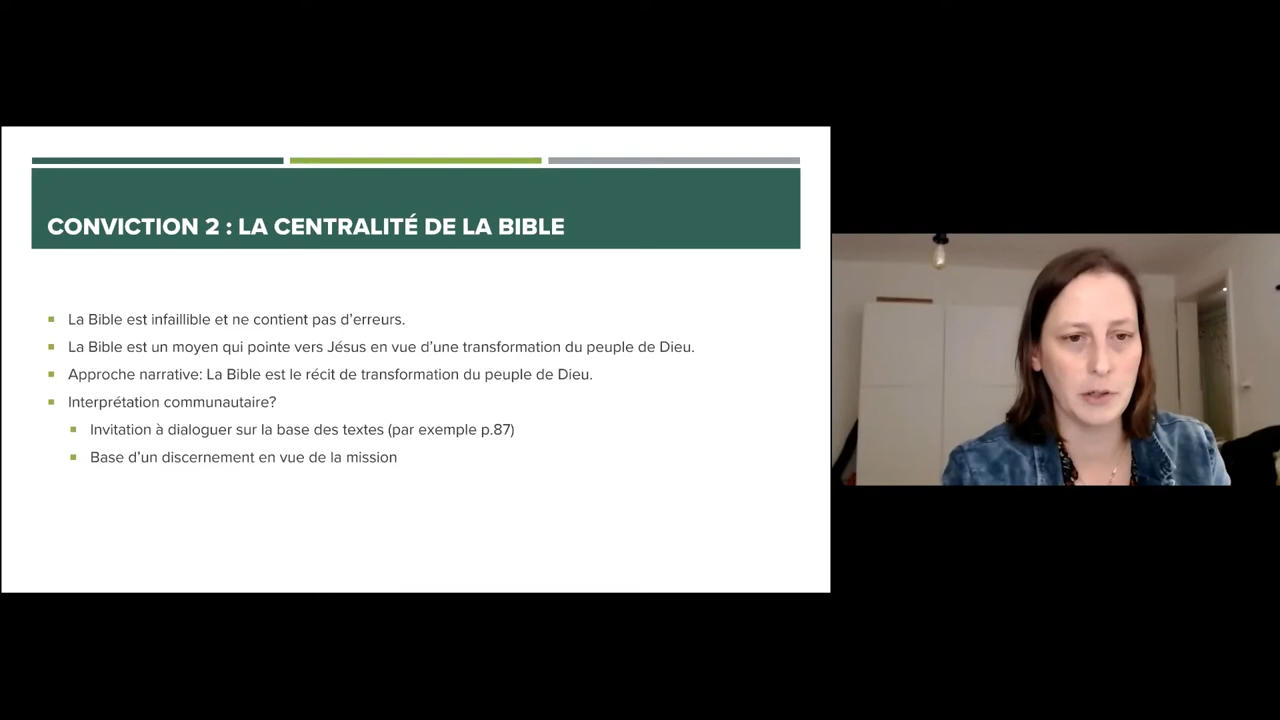 CONVICTION 2 : LA CENTRALITÉ DE LA BIBLE
La Bible est infaillible et ne contient pas d'erreurs.
La Bible est un moyen qui pointe vers Jésus en vue d'une transformation du peuple de Dieu.
Approche narrative: La Bible est le récit de transformation du peuple de Dieu.
Interprétation communautaire?
Invitation à dialoguer sur la base des textes (par exemple p.87)
Base d'un discernement en vue de la mission